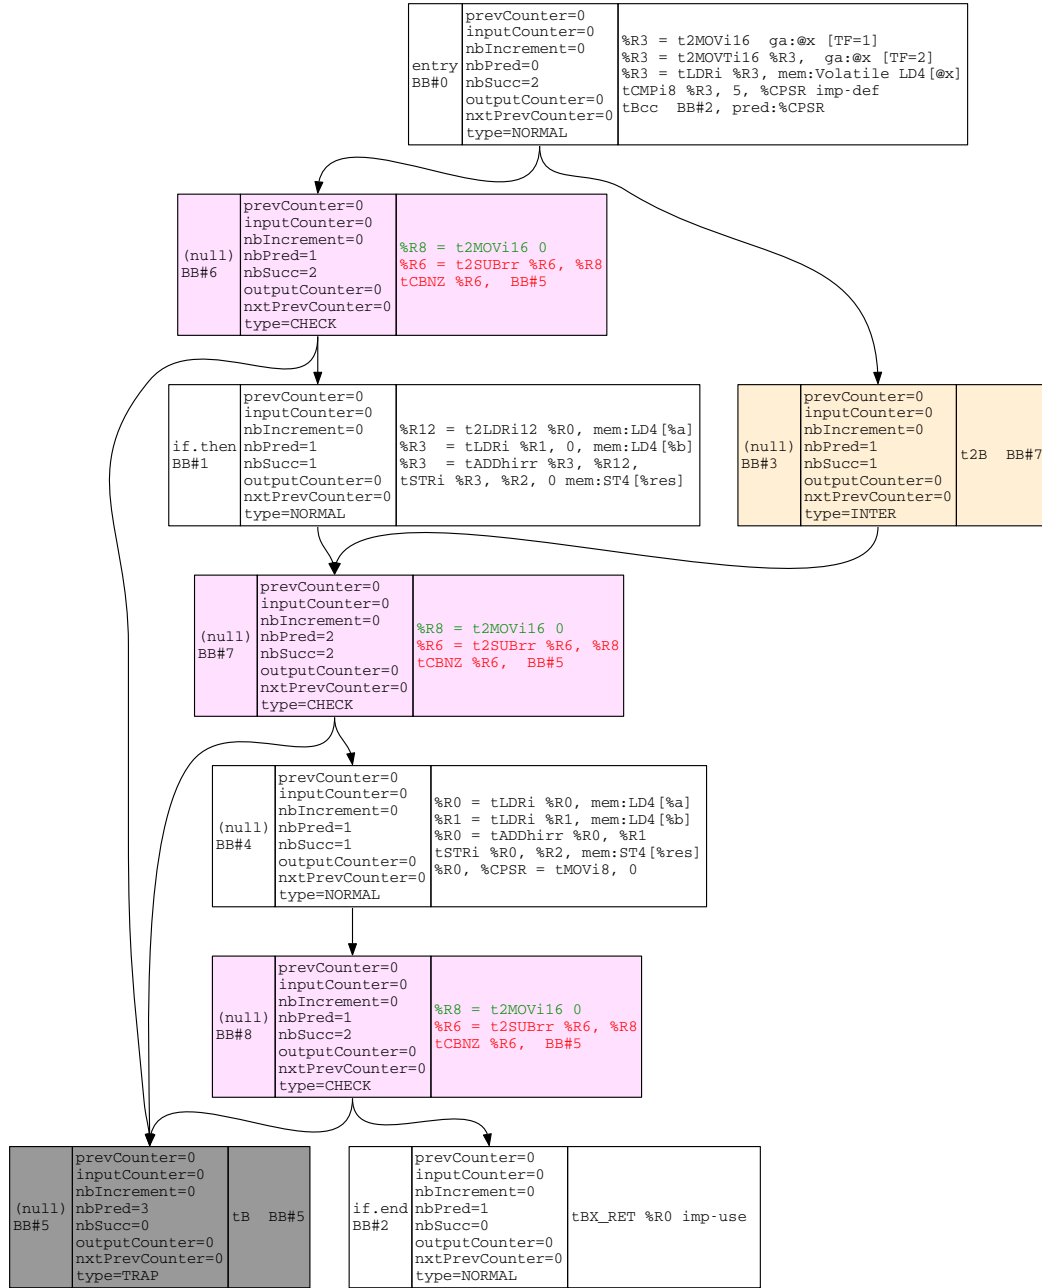 entry
BB#0
prevCounter=0
inputCounter=0
nbIncrement=0
nbPred=0
nbSucc=2
outputCounter=0
nxtPrevCounter=0
type=NORMAL
%R3 = t2MOVi16  ga:@x [TF=1]
%R3 = t2MOVTi16 %R3,  ga:@x [TF=2]
%R3 = tLDRi %R3, mem:Volatile LD4[@x]
tCMPi8 %R3, 5, %CPSR imp-def
tBcc  BB#2, pred:%CPSR
(null)
BB#6
prevCounter=0
inputCounter=0
nbIncrement=0
nbPred=1
nbSucc=2
outputCounter=0
nxtPrevCounter=0
type=CHECK
%R8 = t2MOVi16 0
%R6 = t2SUBrr %R6, %R8
tCBNZ %R6,  BB#5
if.then
BB#1
prevCounter=0
inputCounter=0
nbIncrement=0
nbPred=1
nbSucc=1
outputCounter=0
nxtPrevCounter=0
type=NORMAL
%R12 = t2LDRi12 %R0, mem:LD4[%a]
%R3  = tLDRi %R1, 0, mem:LD4[%b]
%R3  = tADDhirr %R3, %R12,
tSTRi %R3, %R2, 0 mem:ST4[%res]
(null)
BB#3
prevCounter=0
inputCounter=0
nbIncrement=0
nbPred=1
nbSucc=1
outputCounter=0
nxtPrevCounter=0
type=INTER
t2B  BB#7
(null)
BB#7
prevCounter=0
inputCounter=0
nbIncrement=0
nbPred=2
nbSucc=2
outputCounter=0
nxtPrevCounter=0
type=CHECK
%R8 = t2MOVi16 0
%R6 = t2SUBrr %R6, %R8
tCBNZ %R6,  BB#5
(null)
BB#4
prevCounter=0
inputCounter=0
nbIncrement=0
nbPred=1
nbSucc=1
outputCounter=0
nxtPrevCounter=0
type=NORMAL
%R0 = tLDRi %R0, mem:LD4[%a]
%R1 = tLDRi %R1, mem:LD4[%b]
%R0 = tADDhirr %R0, %R1
tSTRi %R0, %R2, mem:ST4[%res]
%R0, %CPSR = tMOVi8, 0
(null)
BB#8
prevCounter=0
inputCounter=0
nbIncrement=0
nbPred=1
nbSucc=2
outputCounter=0
nxtPrevCounter=0
type=CHECK
%R8 = t2MOVi16 0
%R6 = t2SUBrr %R6, %R8
tCBNZ %R6,  BB#5
(null)
BB#5
prevCounter=0
inputCounter=0
nbIncrement=0
nbPred=3
nbSucc=0
outputCounter=0
nxtPrevCounter=0
type=TRAP
tB  BB#5
if.end
BB#2
prevCounter=0
inputCounter=0
nbIncrement=0
nbPred=1
nbSucc=0
outputCounter=0
nxtPrevCounter=0
type=NORMAL
tBX_RET %R0 imp-use